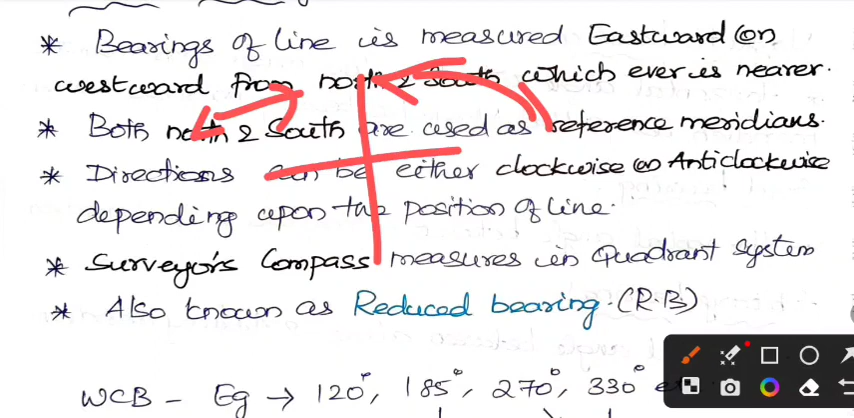 * Bearings of line is measured Eastward (or)
westward from north & South which ever is nearer.
* Both north & South are used as reference meridians.
* Directions can be either clockwise (or) Anticlockwise
depending upon the position of line.
* Surveyor's Compass measures in Quadrant System
* Also known as Reduced bearing. (R.B)
WCB - Eg → 120°, 185°, 270°, 330°